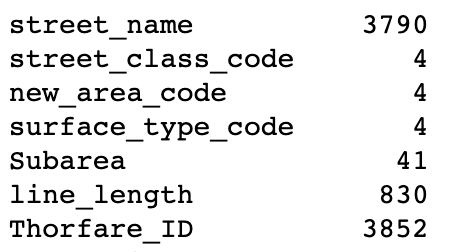 street_name 3790
street_class_code 4
new_area_code 4
surface_type_code 4
Subarea 41
line_length 830
Thorfare_ID 3852